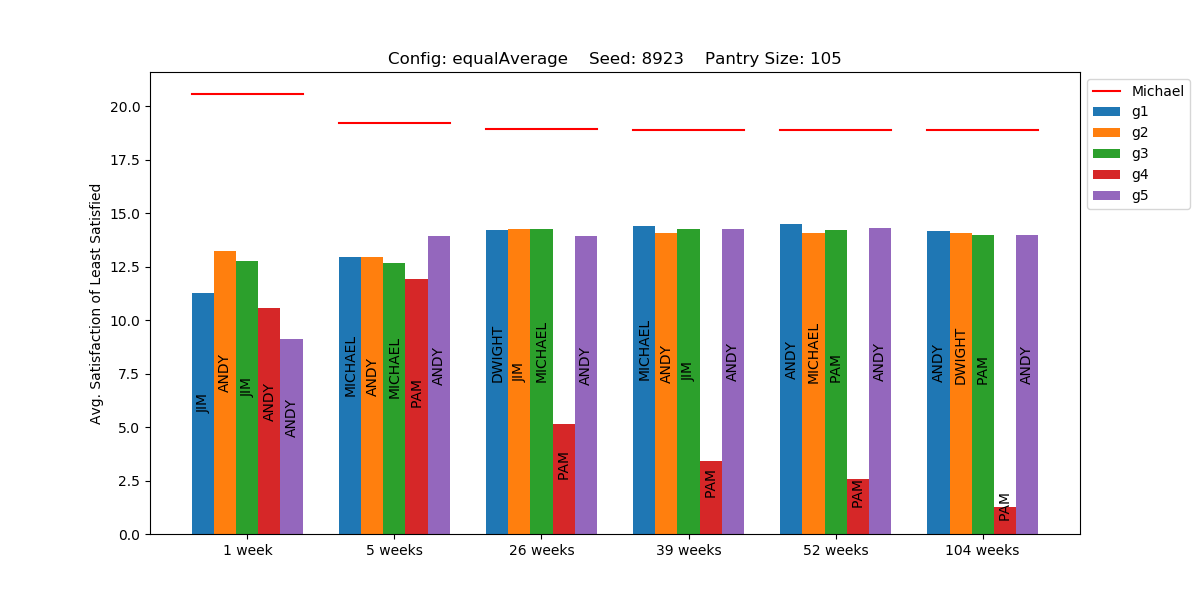 Config: equalAverage    Seed: 8923    Pantry Size: 105
Avg. Satisfaction of Least Satisfied
20.0
17.5
15.0
12.5
10.0
7.5
5.0
2.5
0.0
JIM
ANDY
JIM
ANDY
ANDY
MICHAEL
ANDY
MICHAEL
PAM
ANDY
DWIGHT
JIM
MICHAEL
PAM
ANDY
MICHAEL
ANDY
JIM
PAM
ANDY
ANDY
MICHAEL
PAM
PAM
ANDY
ANDY
DWIGHT
PAM
PAM
ANDY
1 week
5 weeks
26 weeks
39 weeks
52 weeks
104 weeks
Michael
g1
g2
g3
g4
g5